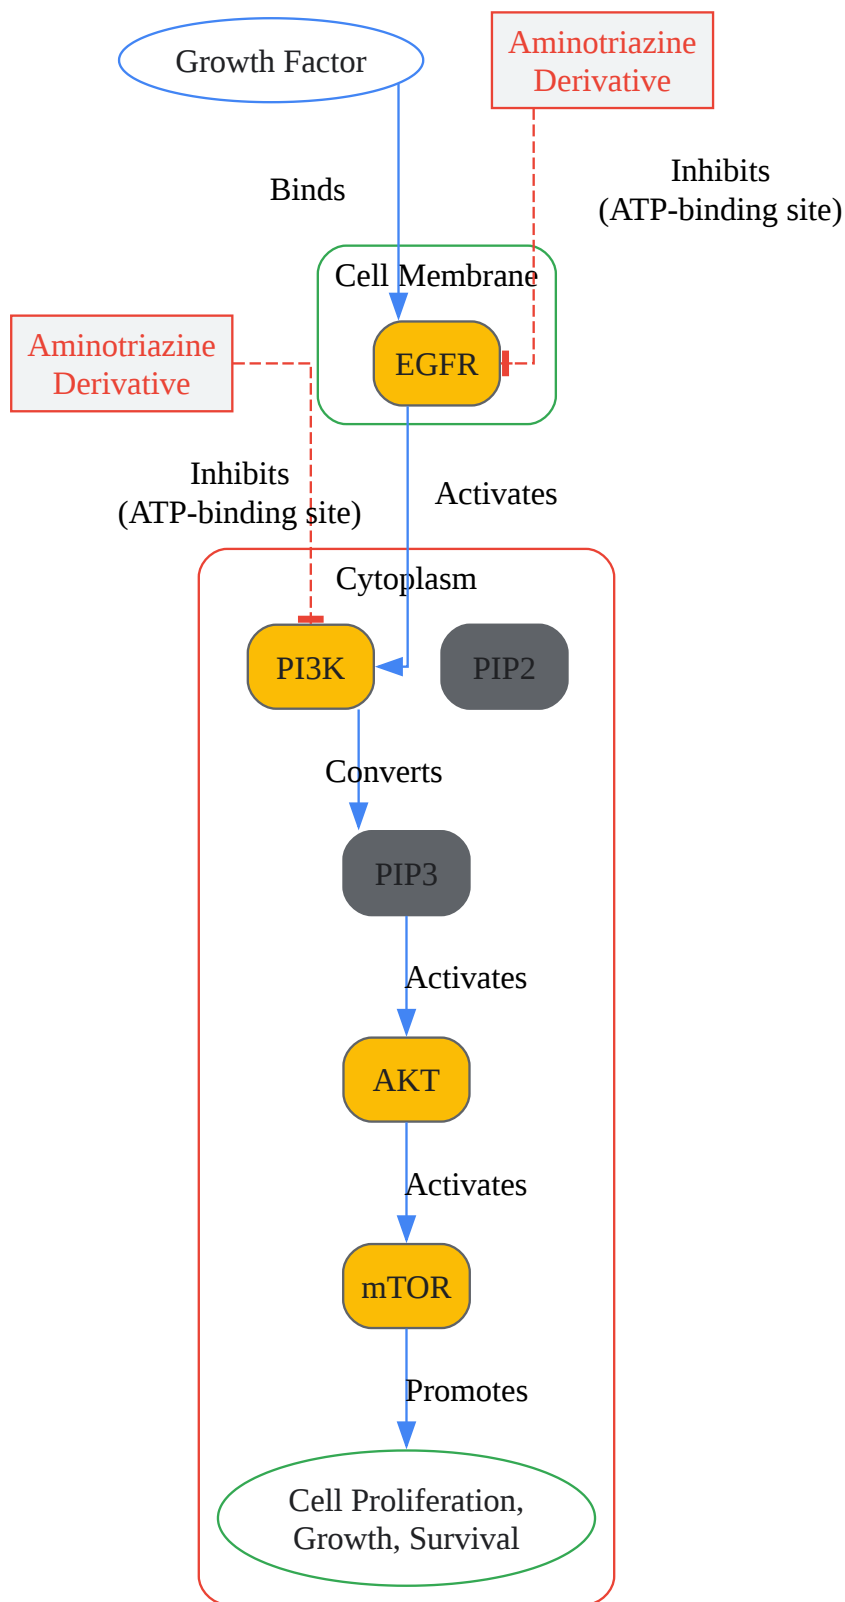 Growth Factor
Aminotriazine
Derivative
Binds
Inhibits
(ATP-binding site)
Cell Membrane
EGFR
Aminotriazine
Derivative
Inhibits
(ATP-binding site)
Activates
Cytoplasm
PI3K
PIP2
Converts
PIP3
Activates
AKT
Activates
mTOR
Promotes
Cell Proliferation,
Growth, Survival